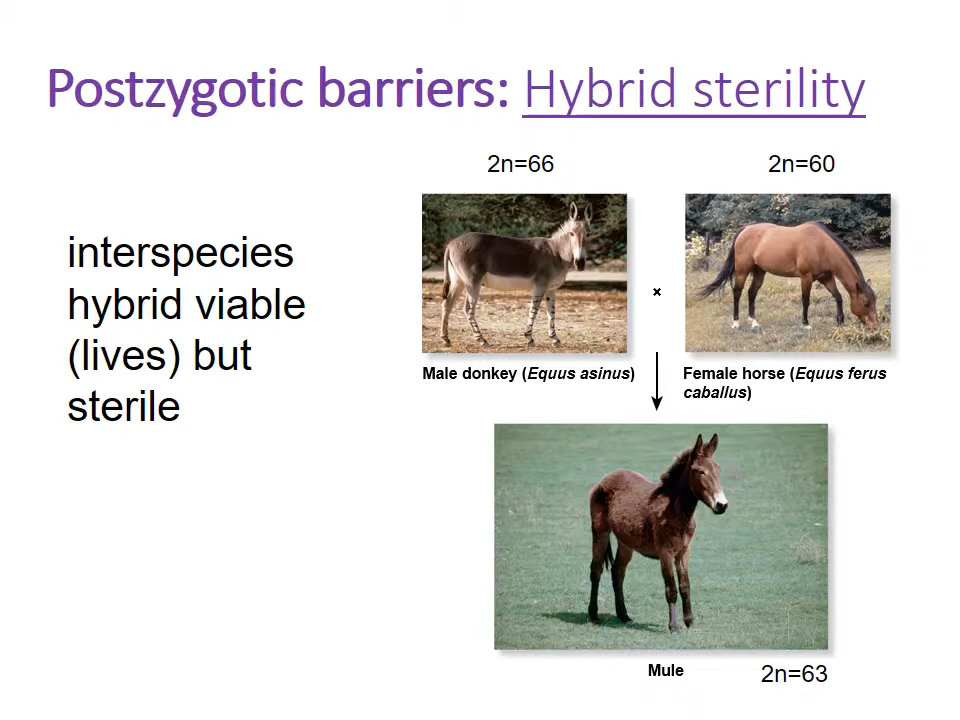 Postzygotic barriers: Hybrid sterility
interspecies
hybrid viable
(lives) but
sterile
2n=66
2n=60
×
Male donkey (Equus asinus)
Female horse (Equus ferus
caballus)
Mule
2n=63